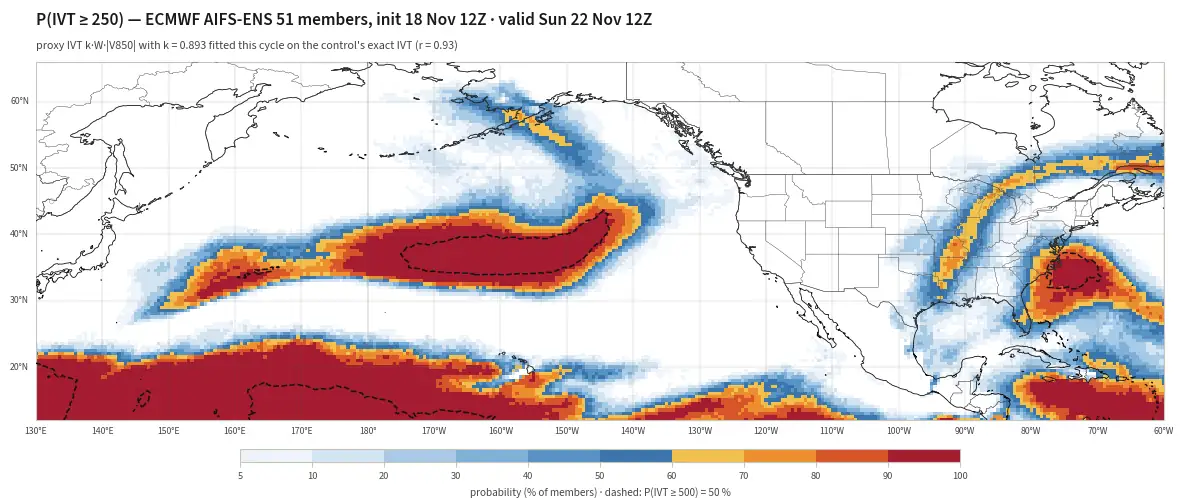 P(IVT ≥ 250) — ECMWF AIFS-ENS 51 members, init 18 Nov 12Z · valid Sun 22 Nov 12Z
proxy IVT k·W·|V850| with k = 0.893 fitted this cycle on the control's exact IVT (r = 0.93)
60°N
50°N
40°N
30°N
20°N
130°E 140°E 150°E 160°E 170°E 180° 170°W 160°W 150°W 140°W 130°W 120°W 110°W 100°W 90°W 80°W 70°W 60°W
5 10 20 30 40 50 60 70 80 90 100
probability (% of members) · dashed: P(IVT ≥ 500) = 50 %